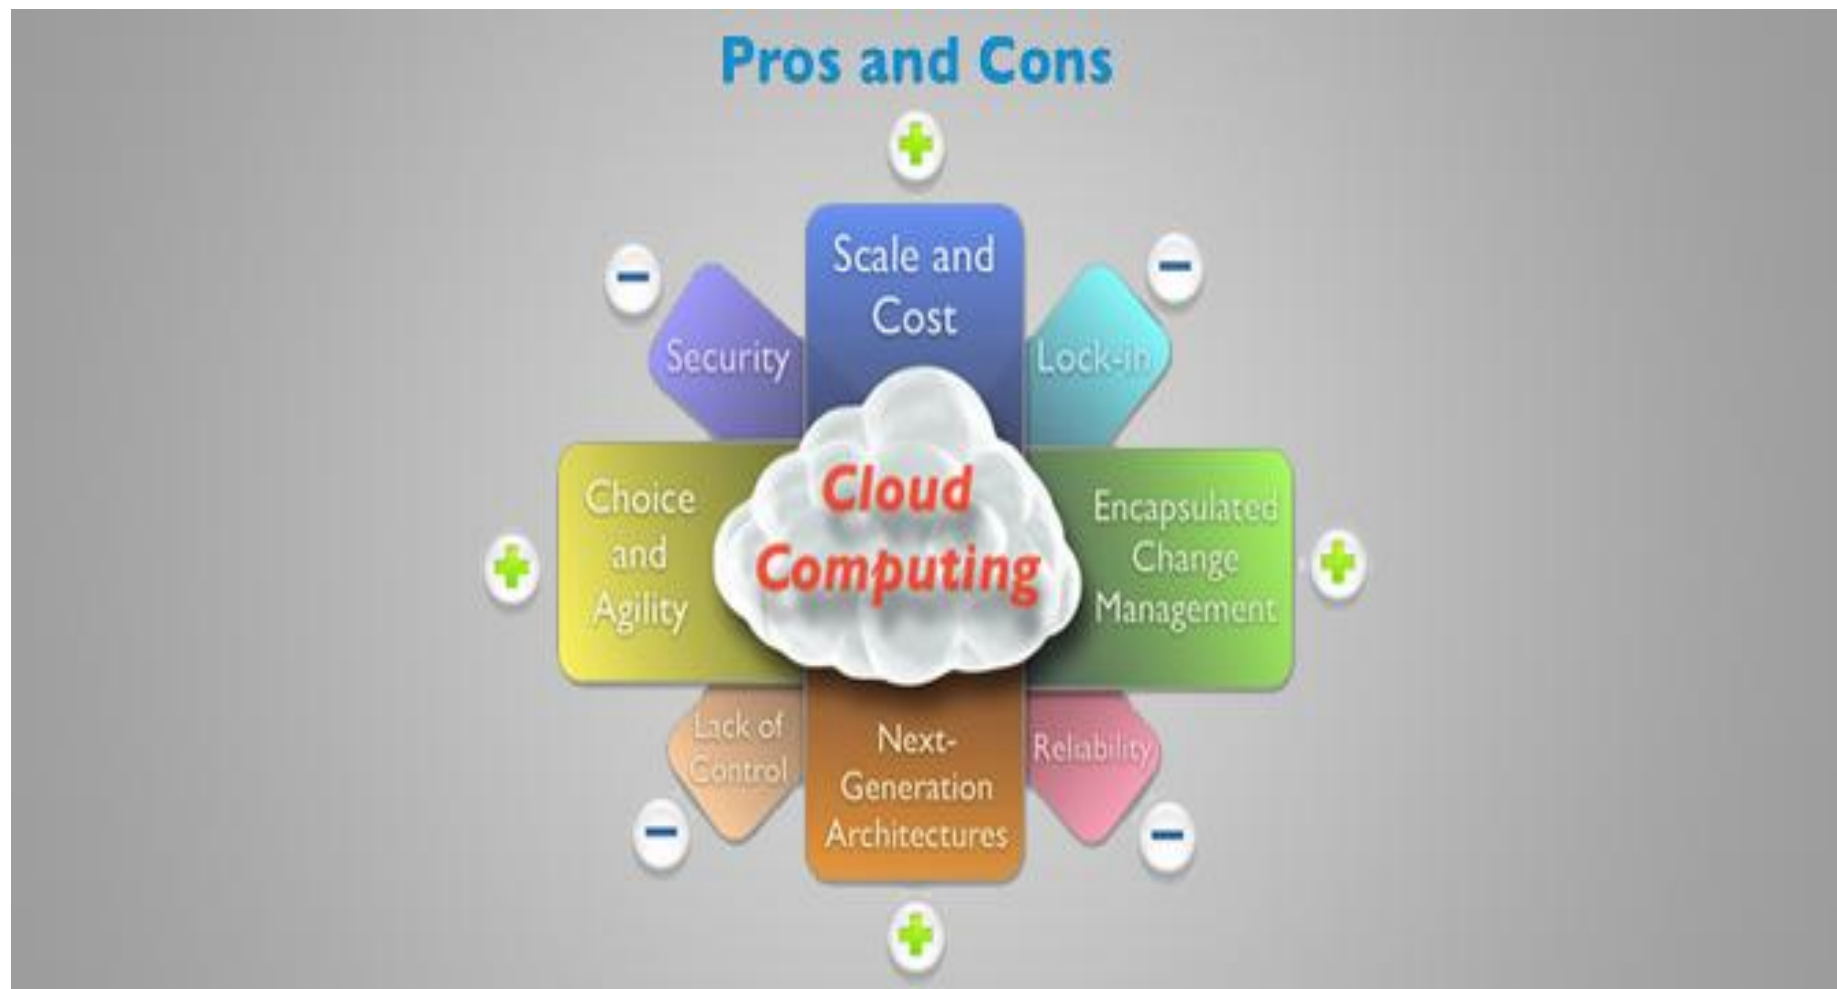 Pros and Cons
Scale and
Cost
Security
Lock-in
Choice
and
Agility
Cloud
Computing
Encapsulated
Change
Management
Lack of
Control
Next-
Generation
Architectures
Reliability